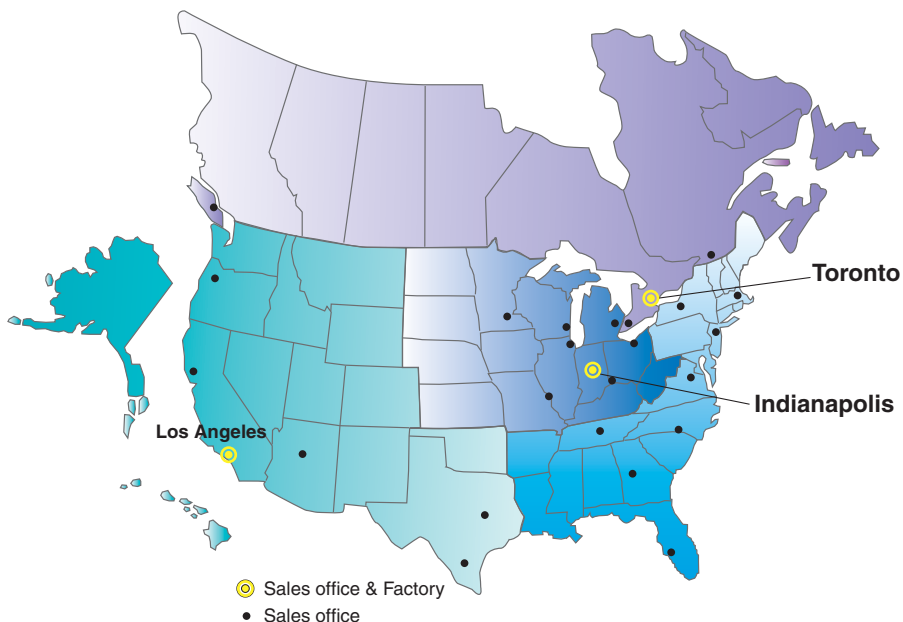 Toronto
Indianapolis
Los Angeles
Sales office & Factory
Sales office